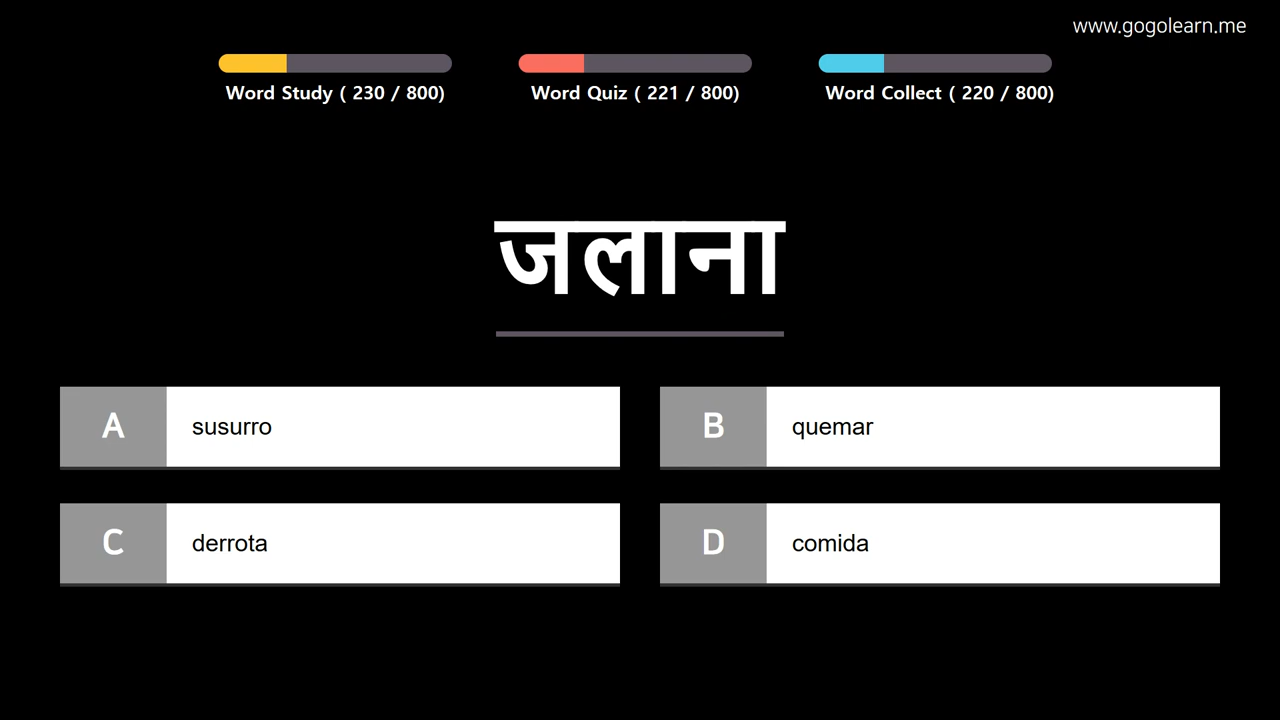 www.gogolearn.me
Word Study ( 230 / 800)
Word Quiz ( 221 / 800)
Word Collect ( 220 / 800)
जलाना
A susurro
B quemar
C derrota
D comida